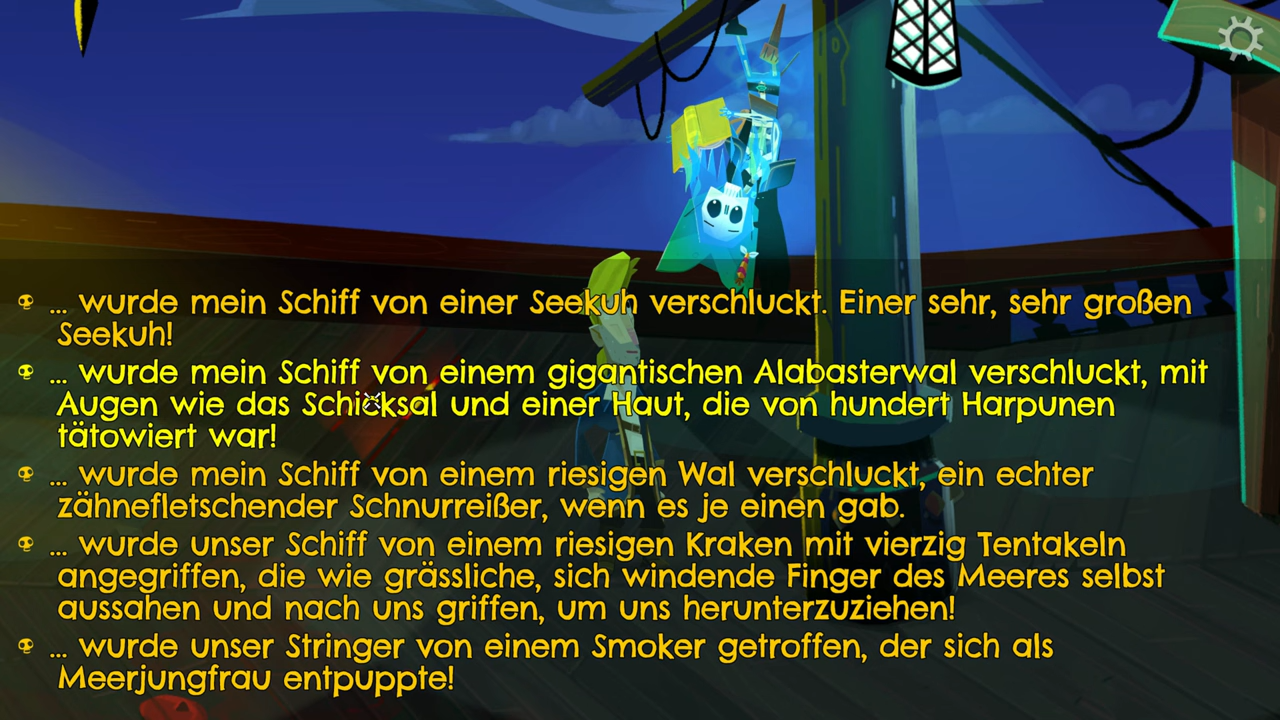 ... wurde mein Schiff von einer Seekuh verschluckt. Einer sehr, sehr großen
Seekuh!
... wurde mein Schiff von einem gigantischen Alabasterwal verschluckt, mit
Augen wie das Schicksal und einer Haut, die von hundert Harpunen
tätowiert war!
... wurde mein Schiff von einem riesigen Wal verschluckt, ein echter
zähnefletschender Schnurreißer, wenn es je einen gab.
... wurde unser Schiff von einem riesigen Kraken mit vierzig Tentakeln
angegriffen, die wie grässliche, sich windende Finger des Meeres selbst
aussahen und nach uns griffen, um uns herunterzuziehen!
... wurde unser Stringer von einem Smoker getroffen, der sich als
Meerjungfrau entpuppte!